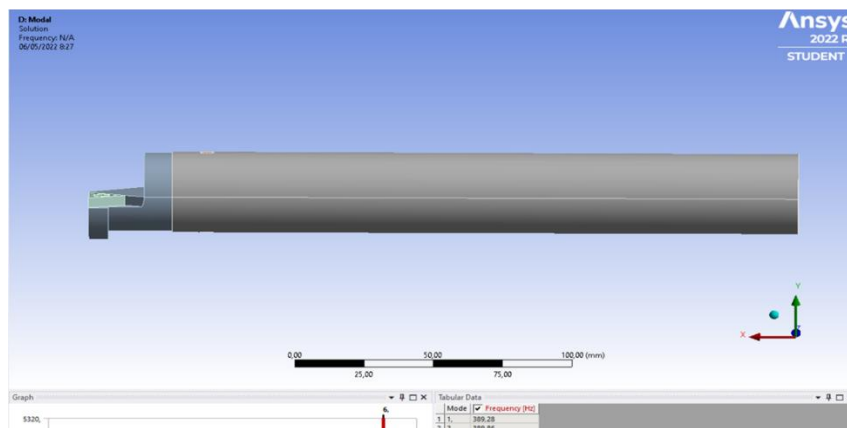 D: Modal
Solution
Frequency: N/A
06/05/2022 8:27
Ansys
2022 R
STUDENT
Y
X
0,00 50,00 100,00 (mm)
25,00 75,00
Graph
Tabular Data
6,
5320,
Mode Frequency [Hz]
1 1, 389,28